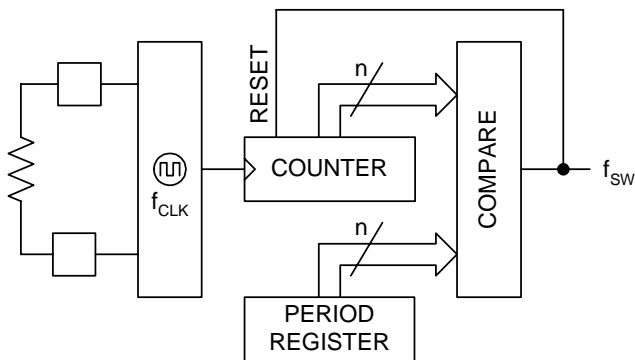 RESET
n
COUNTER
f_CLK
COMPARE
f_SW
n
PERIOD
REGISTER